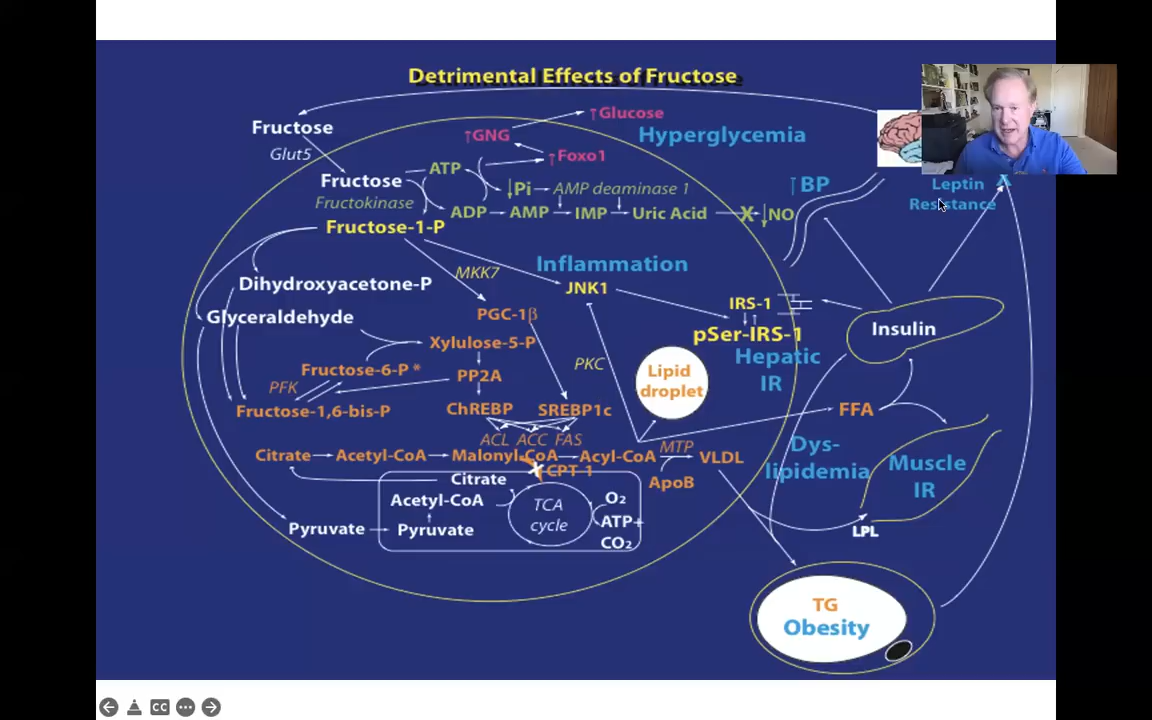 Detrimental Effects of Fructose
Fructose
Glut5
Fructose
Fructokinase
Fructose-1-P
ATP
ADP → AMP → IMP → Uric Acid
↑GNG
↑Glucose
↑Foxo1
Hyperglycemia
↓Pi → AMP deaminase 1
X ↓NO
↑BP
Leptin
Resistance
Dihydroxyacetone-P
Glyceraldehyde
MKK7
Inflammation
JNK1
PGC-1β
IRS-1
pSer-IRS-1
Hepatic
IR
Insulin
Xylulose-5-P
Fructose-6-P*
PFK
PP2A
PKC
Lipid
droplet
Fructose-1,6-bis-P
ChREBP
SREBP1c
FFA
ACL ACC FAS
Citrate → Acetyl-CoA → Malonyl-CoA → Acyl-CoA
MTP
VLDL
ApoB
CPT-1
Dys-
lipidemia
Muscle
IR
LPL
Citrate
Acetyl-CoA
TCA
cycle
O2
ATP+
CO2
Pyruvate → Pyruvate
TG
Obesity
CC